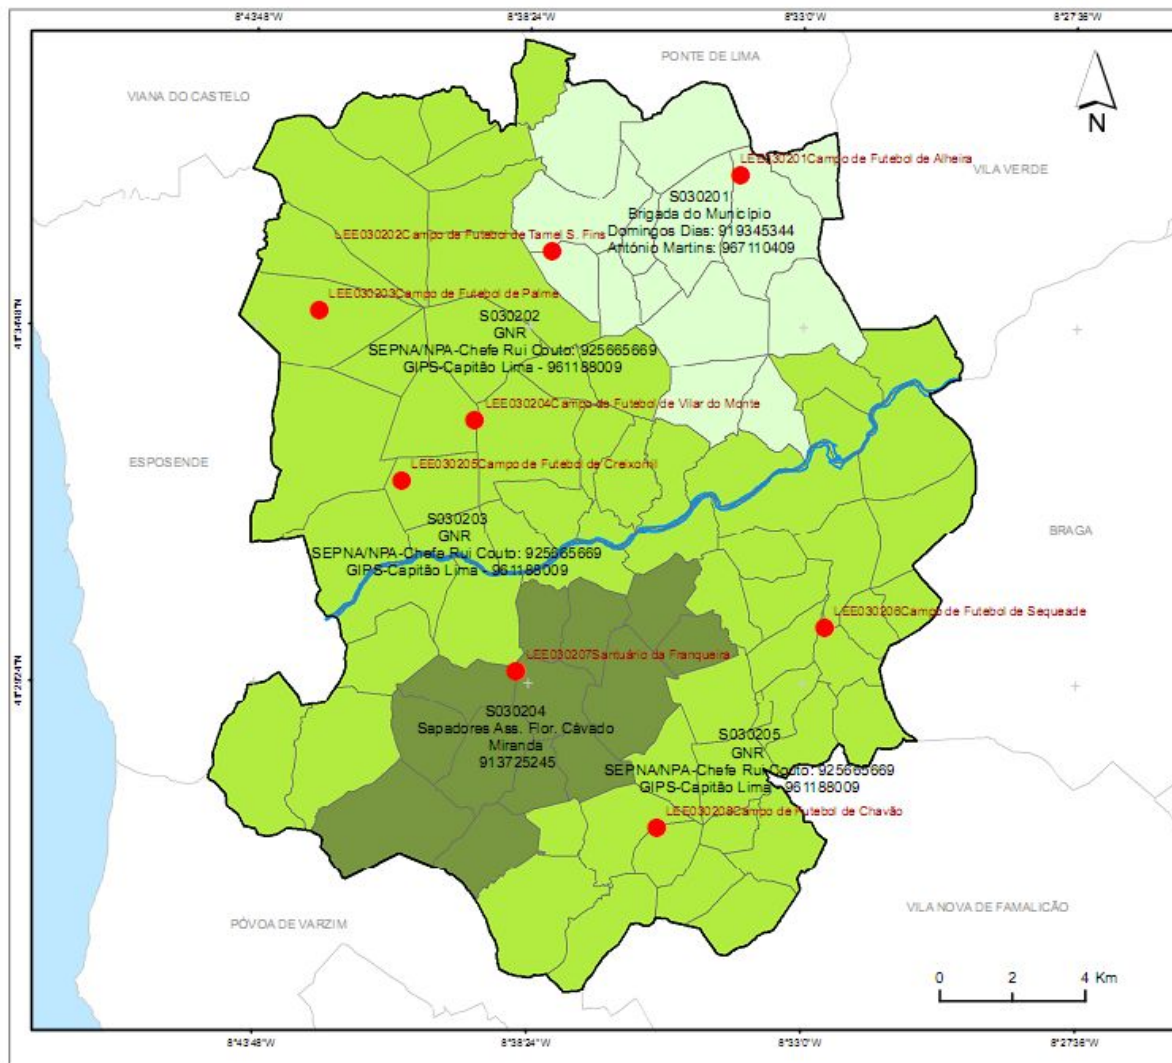 8°43'48"W 8°38'24"W 8°33'0"W 8°27'36"W
PONTE DE LIMA
VIANA DO CASTELO
N
LEE030201Campo de Futebol de Alheira
VILA VERDE
S030201
Brigada do Município
Domingos Dias: 919345344
António Martins: 967110409
LEE030202Campo de Futebol de Tamel S. Fins
LEE030203Campo de Futebol de Palme
S030202
GNR
SEPNA/NPA-Chefe Rui Couto: 925665669
GIPS-Capitão Lima - 961188009
41°34'48"N
LEE030204Campo de Futebol de Vilar do Monte
ESPOSENDE
LEE030205Campo de Futebol de Creixomil
S030203
GNR
SEPNA/NPA-Chefe Rui Couto: 925665669
GIPS-Capitão Lima - 961188009
BRAGA
LEE030206Campo de Futebol de Sequeade
LEE030207Santuário da Franqueira
41°29'24"N
S030204
Sapadores Ass. Flor. Cávado
Miranda
913725245
S030205
GNR
SEPNA/NPA-Chefe Rui Couto: 925665669
GIPS-Capitão Lima - 961188009
LEE030208Campo de Futebol de Chavão
VILA NOVA DE FAMALICÃO
PÓVOA DE VARZIM
0 2 4 Km
8°43'48"W 8°38'24"W 8°33'0"W 8°27'36"W